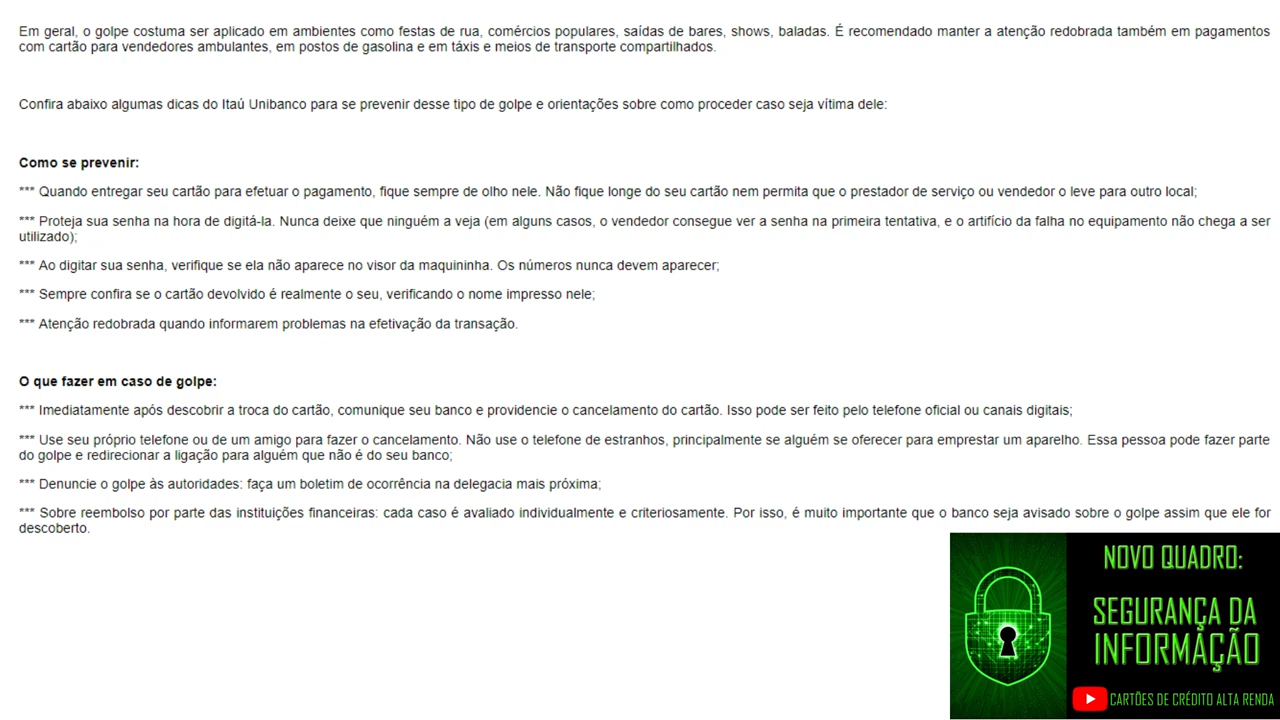 Em geral, o golpe costuma ser aplicado em ambientes como festas de rua, comércios populares, saídas de bares, shows, baladas. É recomendado manter a atenção redobrada também em pagamentos
com cartão para vendedores ambulantes, em postos de gasolina e em táxis e meios de transporte compartilhados.
Confira abaixo algumas dicas do Itaú Unibanco para se prevenir desse tipo de golpe e orientações sobre como proceder caso seja vítima dele:
Como se prevenir:
*** Quando entregar seu cartão para efetuar o pagamento, fique sempre de olho nele. Não fique longe do seu cartão nem permita que o prestador de serviço ou vendedor o leve para outro local;
*** Proteja sua senha na hora de digitá-la. Nunca deixe que ninguém a veja (em alguns casos, o vendedor consegue ver a senha na primeira tentativa, e o artifício da falha no equipamento não chega a ser
utilizado);
*** Ao digitar sua senha, verifique se ela não aparece no visor da maquininha. Os números nunca devem aparecer;
*** Sempre confira se o cartão devolvido é realmente o seu, verificando o nome impresso nele;
*** Atenção redobrada quando informarem problemas na efetivação da transação.
O que fazer em caso de golpe:
*** Imediatamente após descobrir a troca do cartão, comunique seu banco e providencie o cancelamento do cartão. Isso pode ser feito pelo telefone oficial ou canais digitais;
*** Use seu próprio telefone ou de um amigo para fazer o cancelamento. Não use o telefone de estranhos, principalmente se alguém se oferecer para emprestar um aparelho. Essa pessoa pode fazer parte
do golpe e redirecionar a ligação para alguém que não é do seu banco;
*** Denuncie o golpe às autoridades: faça um boletim de ocorrência na delegacia mais próxima;
*** Sobre reembolso por parte das instituições financeiras: cada caso é avaliado individualmente e criteriosamente. Por isso, é muito importante que o banco seja avisado sobre o golpe assim que ele for
descoberto.
NOVO QUADRO:
SEGURANÇA DA
INFORMAÇÃO
CARTÕES DE CRÉDITO ALTA RENDA